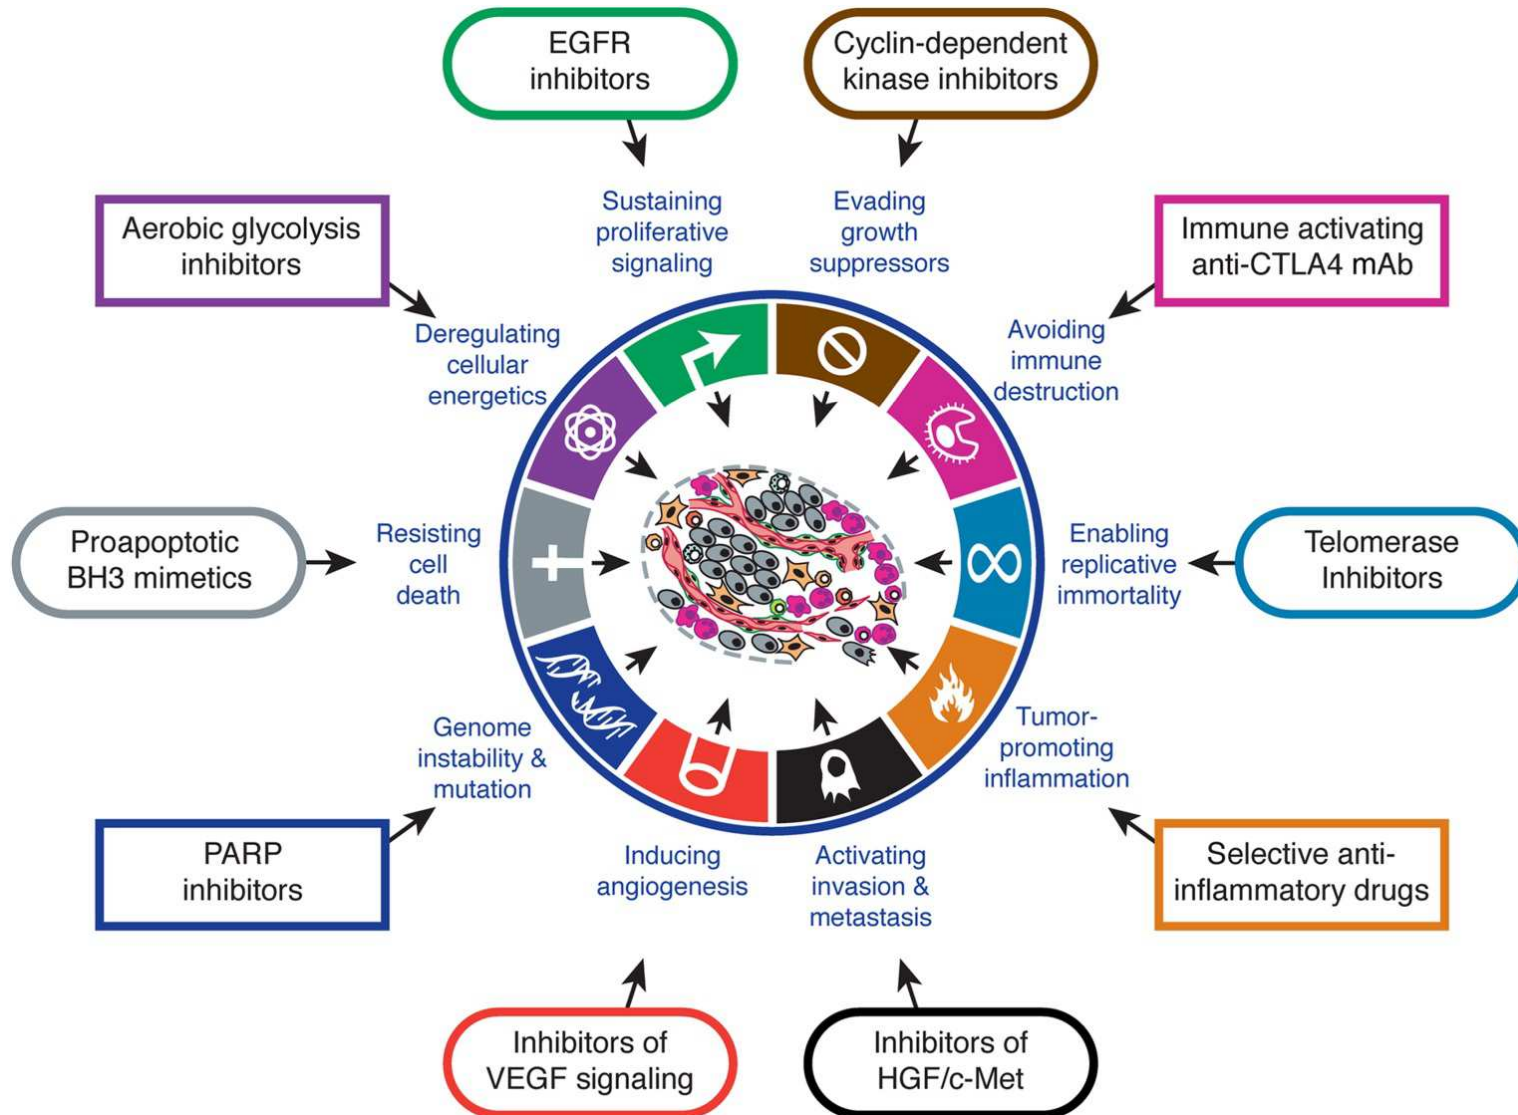 EGFR
inhibitors
Cyclin-dependent
kinase inhibitors
Aerobic glycolysis
inhibitors
Sustaining
proliferative
signaling
Evading
growth
suppressors
Immune activating
anti-CTLA4 mAb
Deregulating
cellular
energetics
Avoiding
immune
destruction
Proapoptotic
BH3 mimetics
Resisting
cell
death
Enabling
replicative
immortality
Telomerase
Inhibitors
Genome
instability &
mutation
Tumor-
promoting
inflammation
PARP
inhibitors
Inducing
angiogenesis
Activating
invasion &
metastasis
Selective anti-
inflammatory drugs
Inhibitors of
VEGF signaling
Inhibitors of
HGF/c-Met